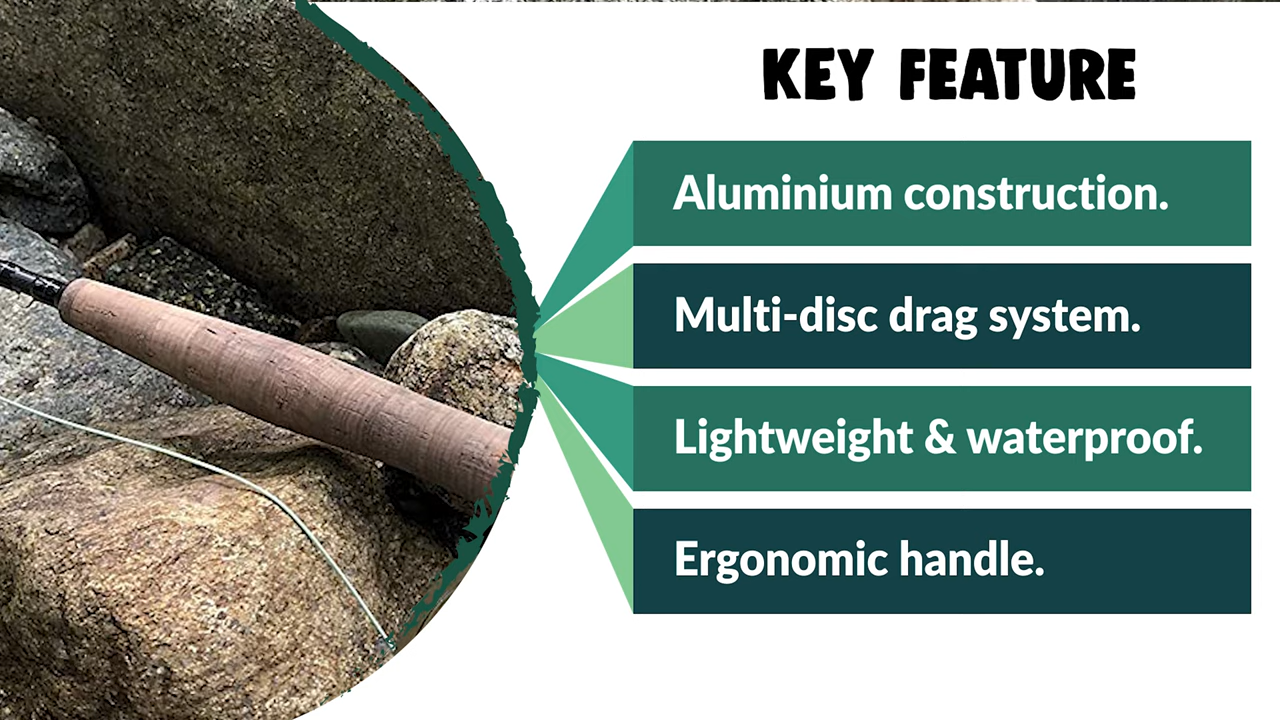 KEY FEATURE
Aluminium construction.
Multi-disc drag system.
Lightweight & waterproof.
Ergonomic handle.